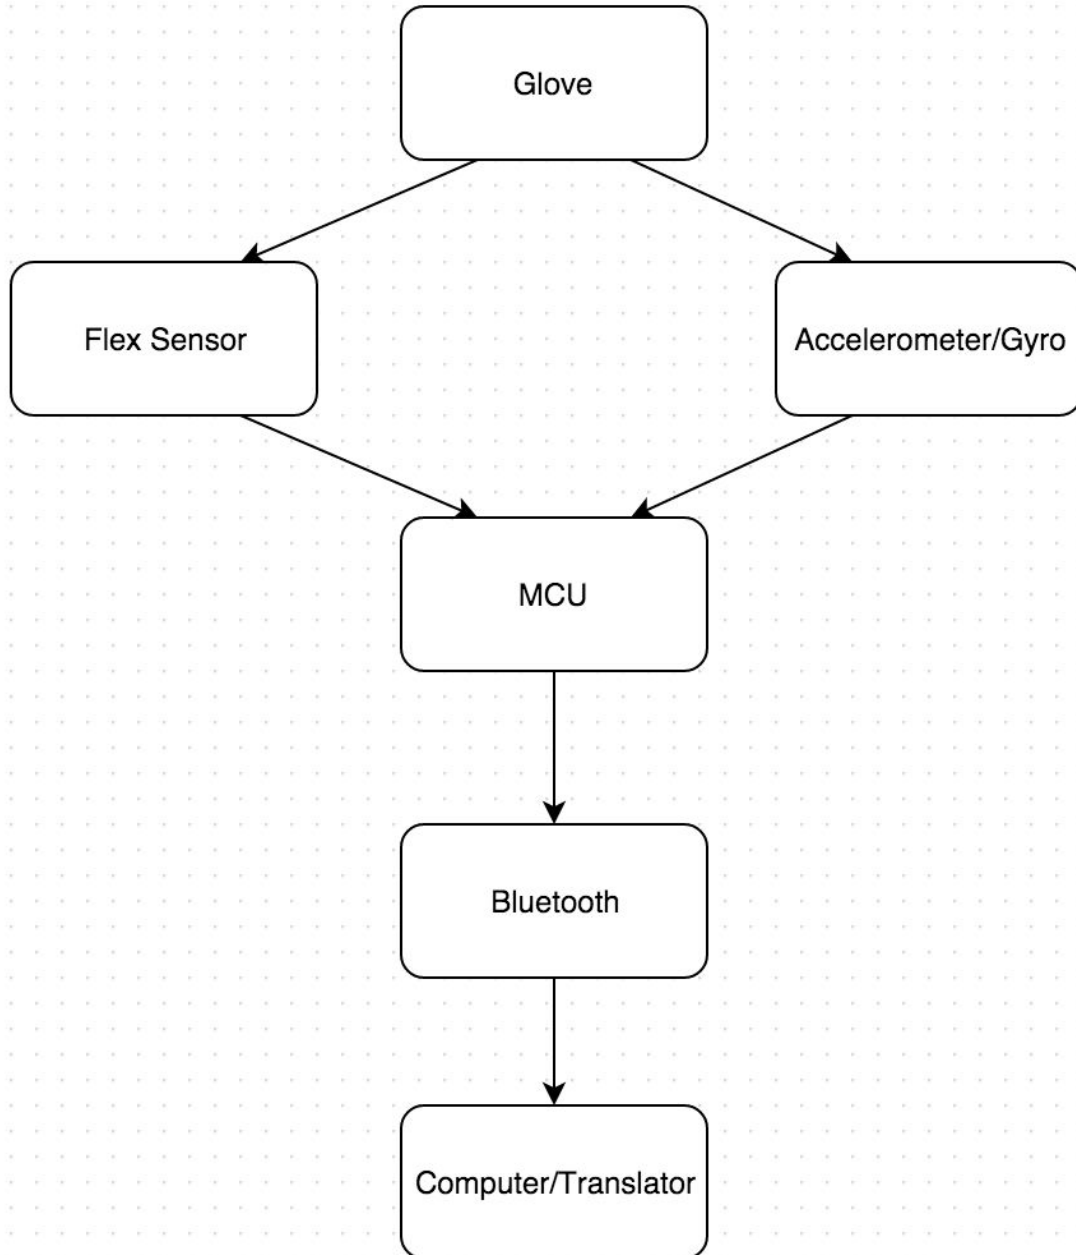 Glove
Flex Sensor
Accelerometer/Gyro
MCU
Bluetooth
Computer/Translator